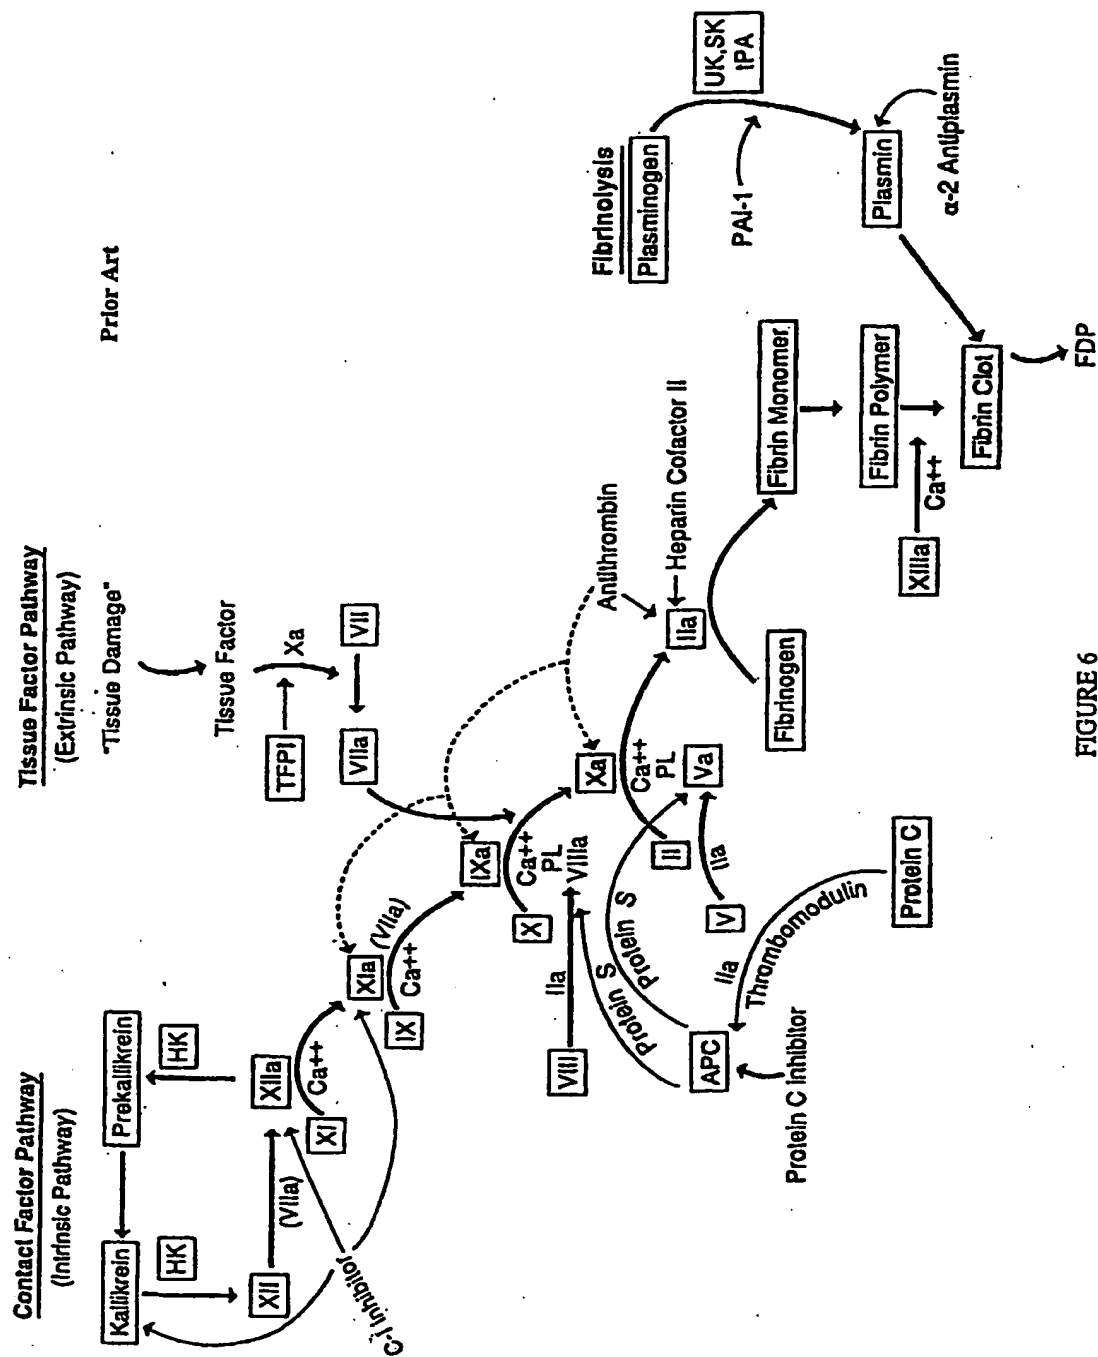 Prior Art
Contact Factor Pathway
(Intrinsic Pathway)
Tissue Factor Pathway
(Extrinsic Pathway)
"Tissue Damage"
Kallikrein
Prekallikrein
HK
HK
Tissue Factor
Xa
TFPI
VII
VIIa
XII
(VIIa)
XIIa
XI
Ca++
XIa
(VIIa)
C-I Inhibitor
IX
Ca++
IXa
X
Ca++
PL
VIIIa
Xa
VIII
IIa
Protein S
Protein S
II
Ca++
PL
Va
IIa
V
IIa
Antithrombin
Heparin Cofactor II
APC
IIa
Thrombomodulin
Protein C
Protein C Inhibitor
Fibrinogen
Fibrin Monomer
Fibrin Polymer
XIIIa
Ca++
Fibrin Clot
FDP
Fibrinolysis
Plasminogen
UK,SK
tPA
PAI-1
Plasmin
α-2 Antiplasmin
FIGURE 6